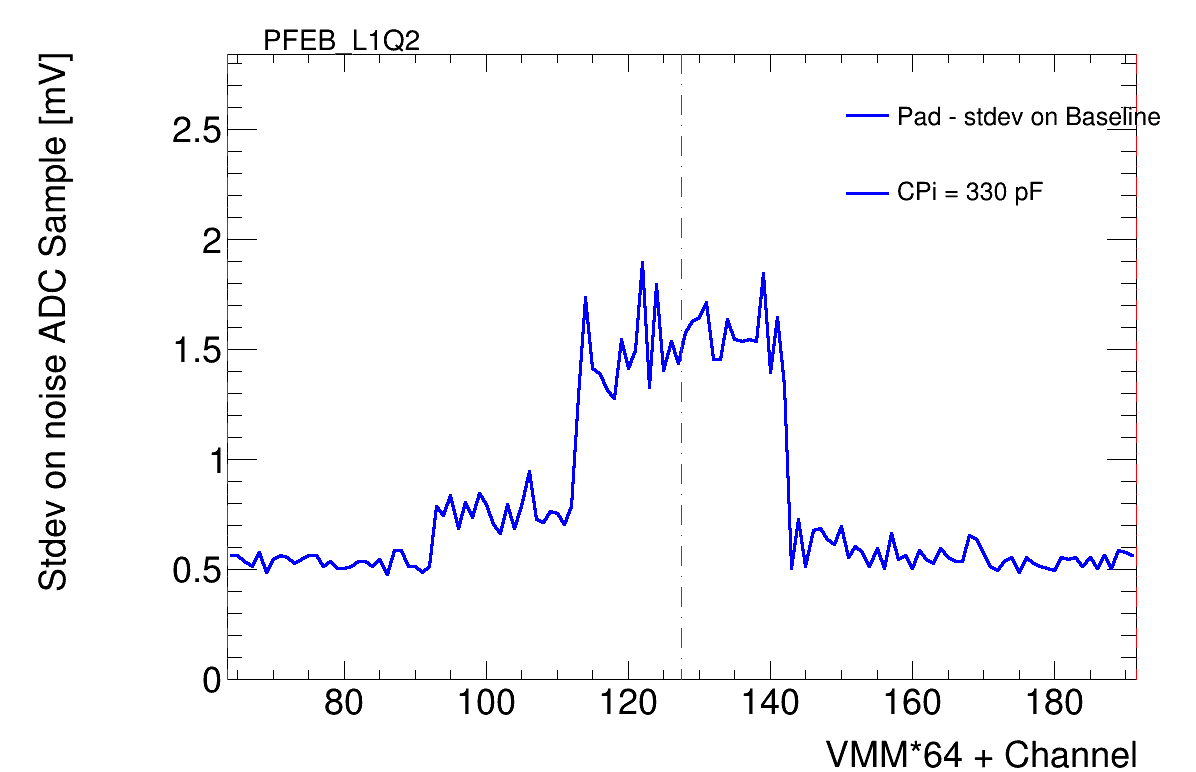 PFEB_L1Q2
Stdev on noise ADC Sample [mV]
2.5
2
1.5
1
0.5
0
Pad - stdev on Baseline
CPi = 330 pF
80 100 120 140 160 180
VMM*64 + Channel